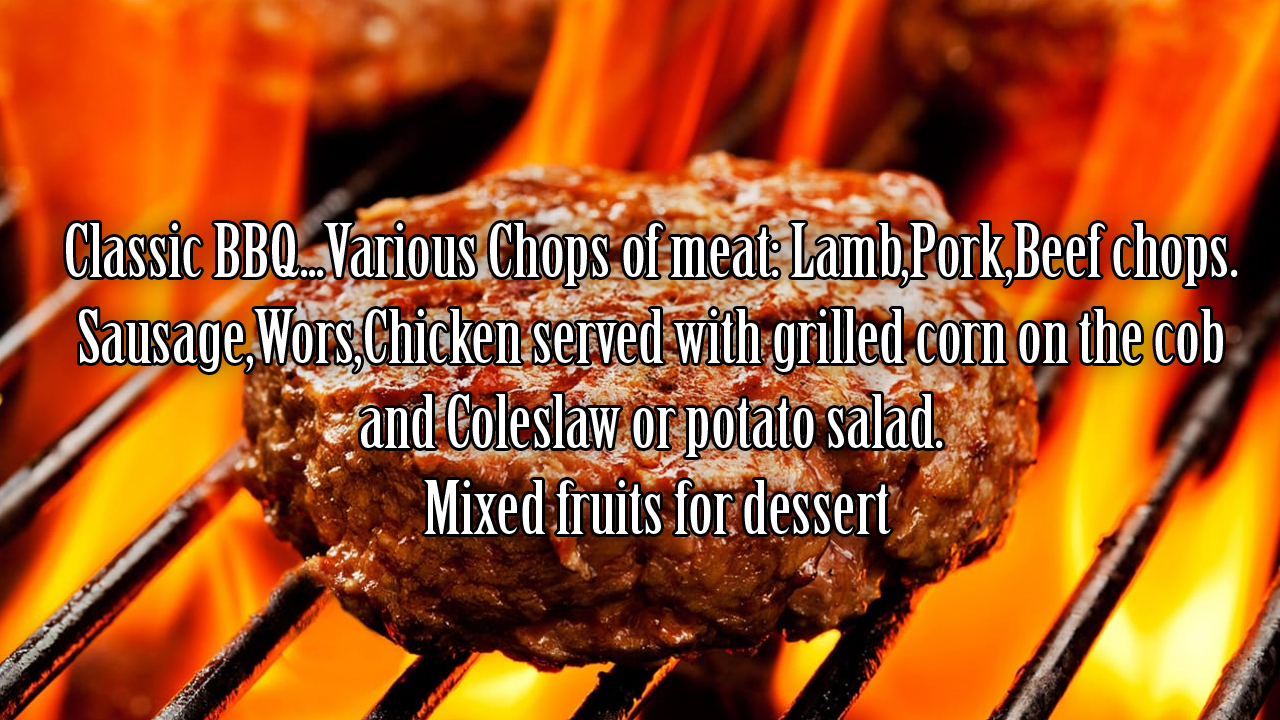 Classic BBQ...Various Chops of meat: Lamb,Pork,Beef chops.
Sausage,Wors,Chicken served with grilled corn on the cob
and Coleslaw or potato salad.
Mixed fruits for dessert